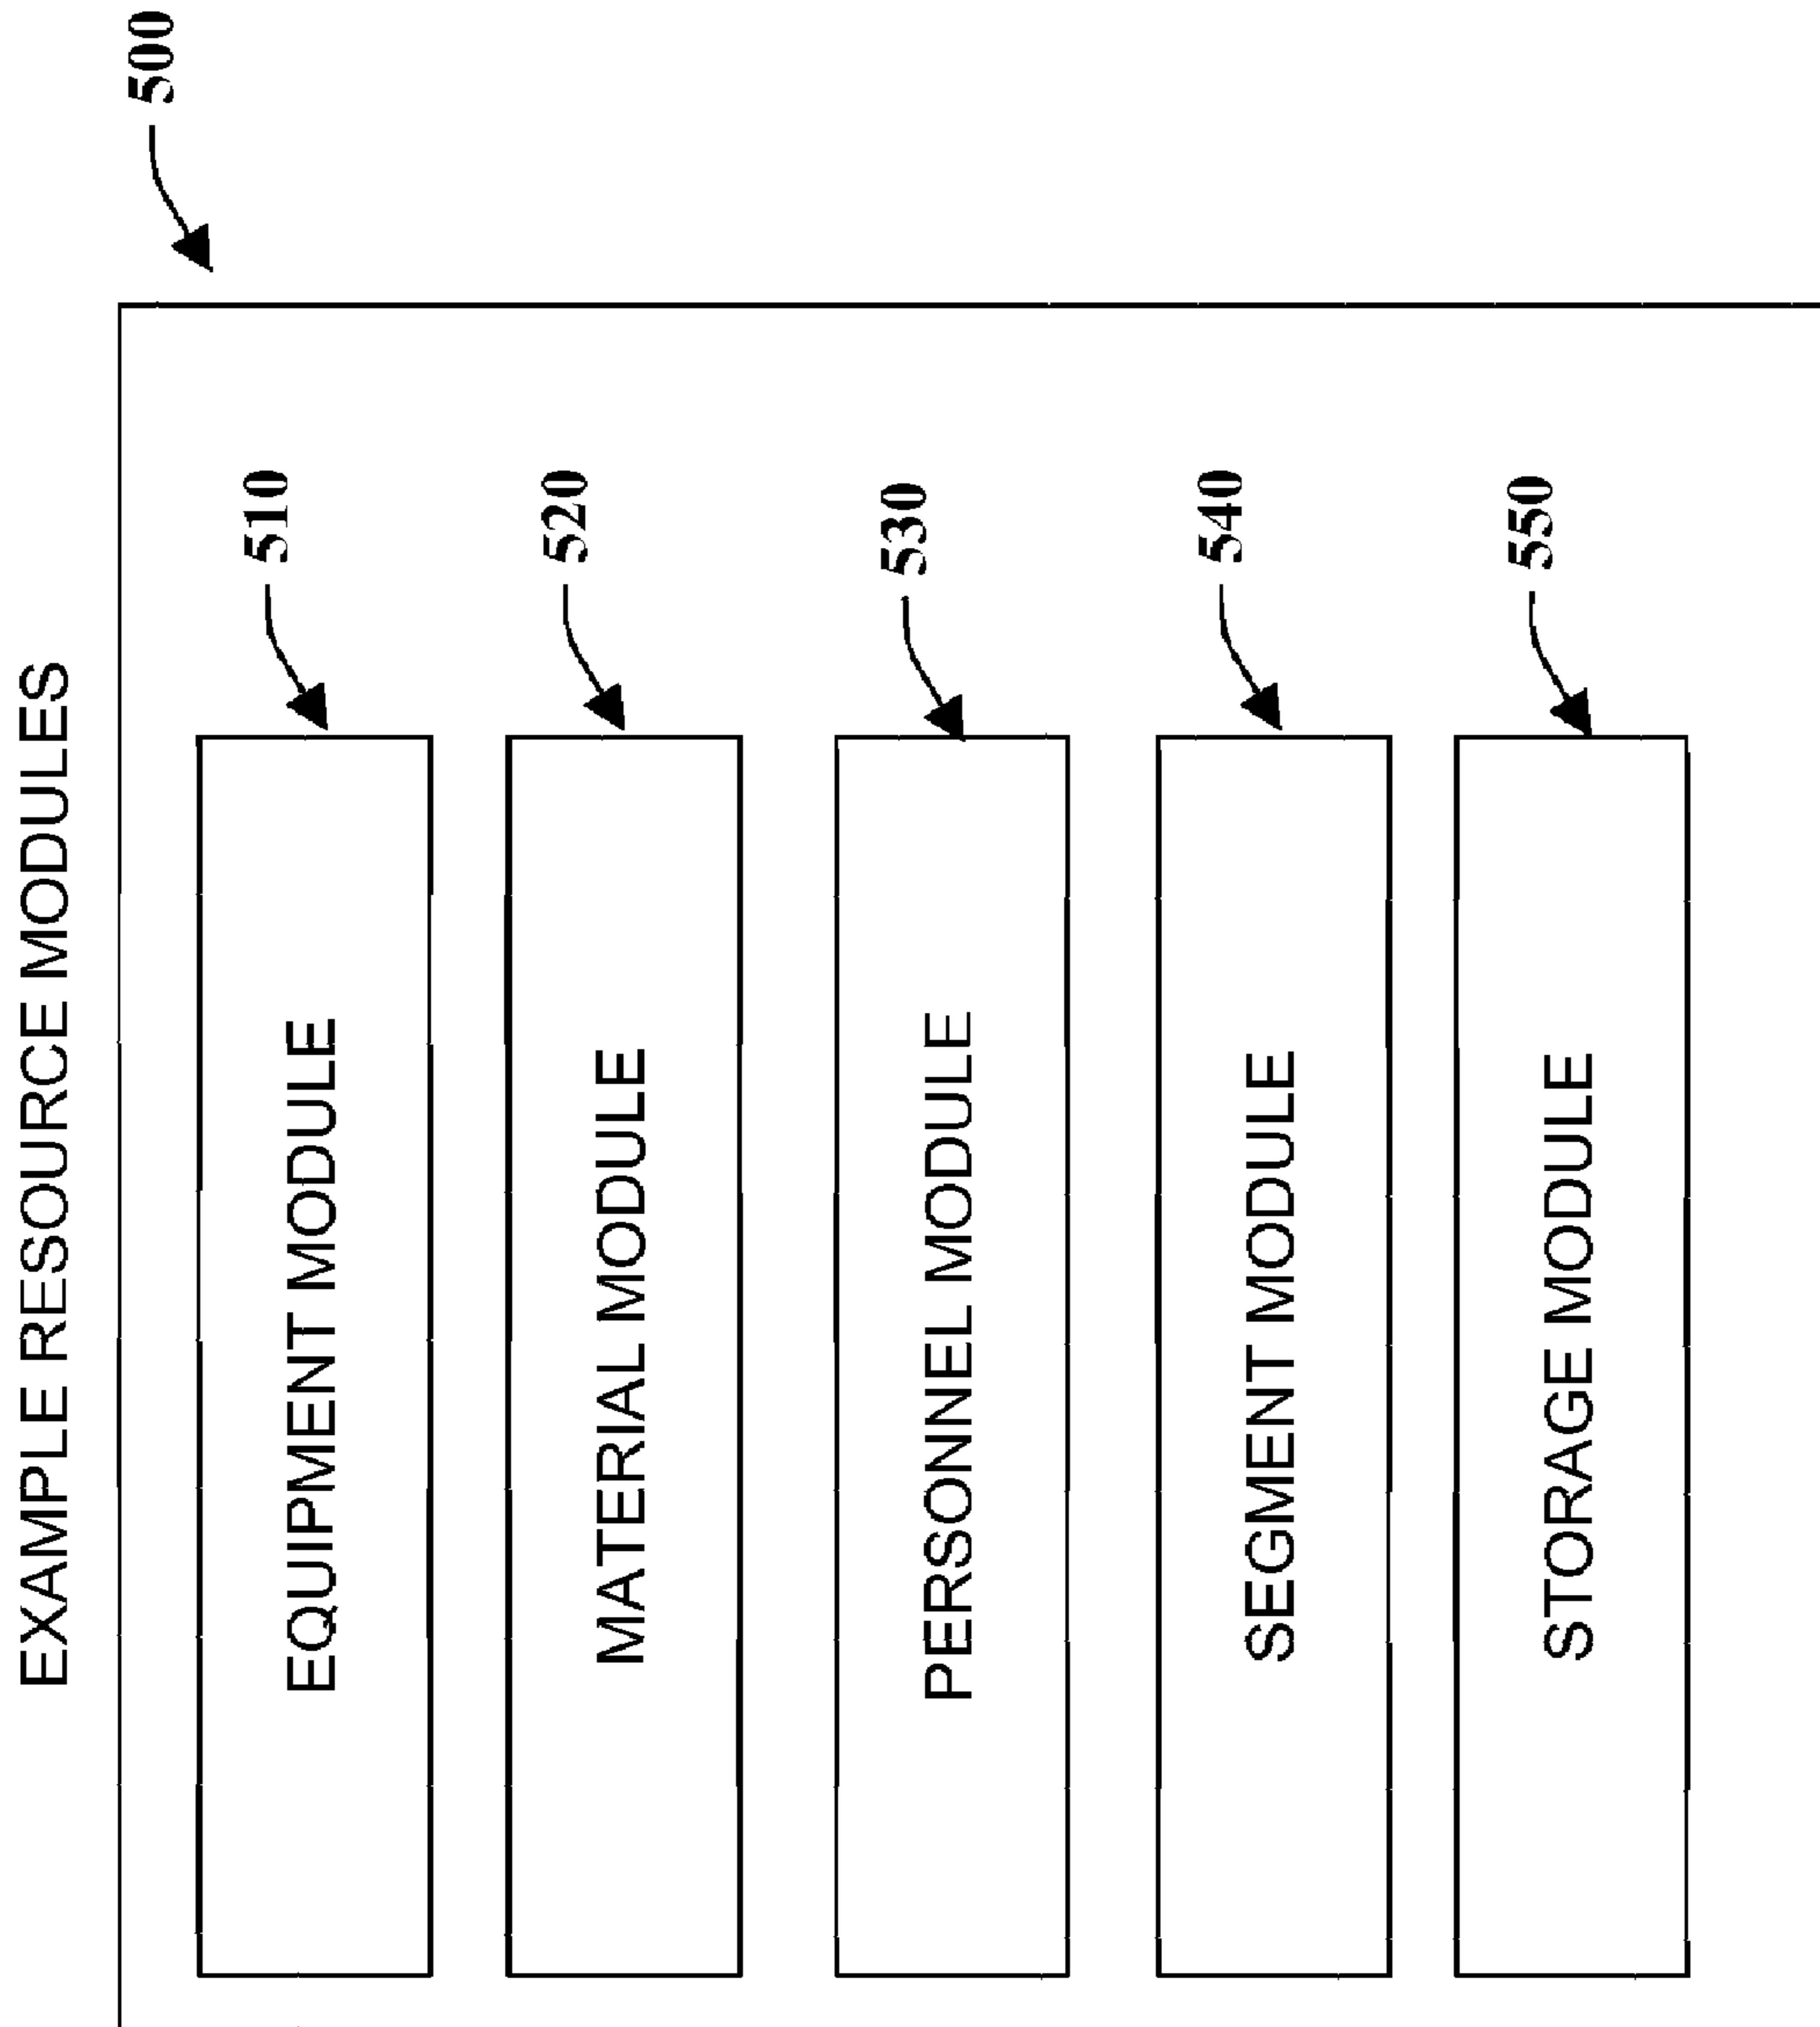 EXAMPLE RESOURCE MODULES
500
510
EQUIPMENT MODULE
520
MATERIAL MODULE
530
PERSONNEL MODULE
540
SEGMENT MODULE
550
STORAGE MODULE